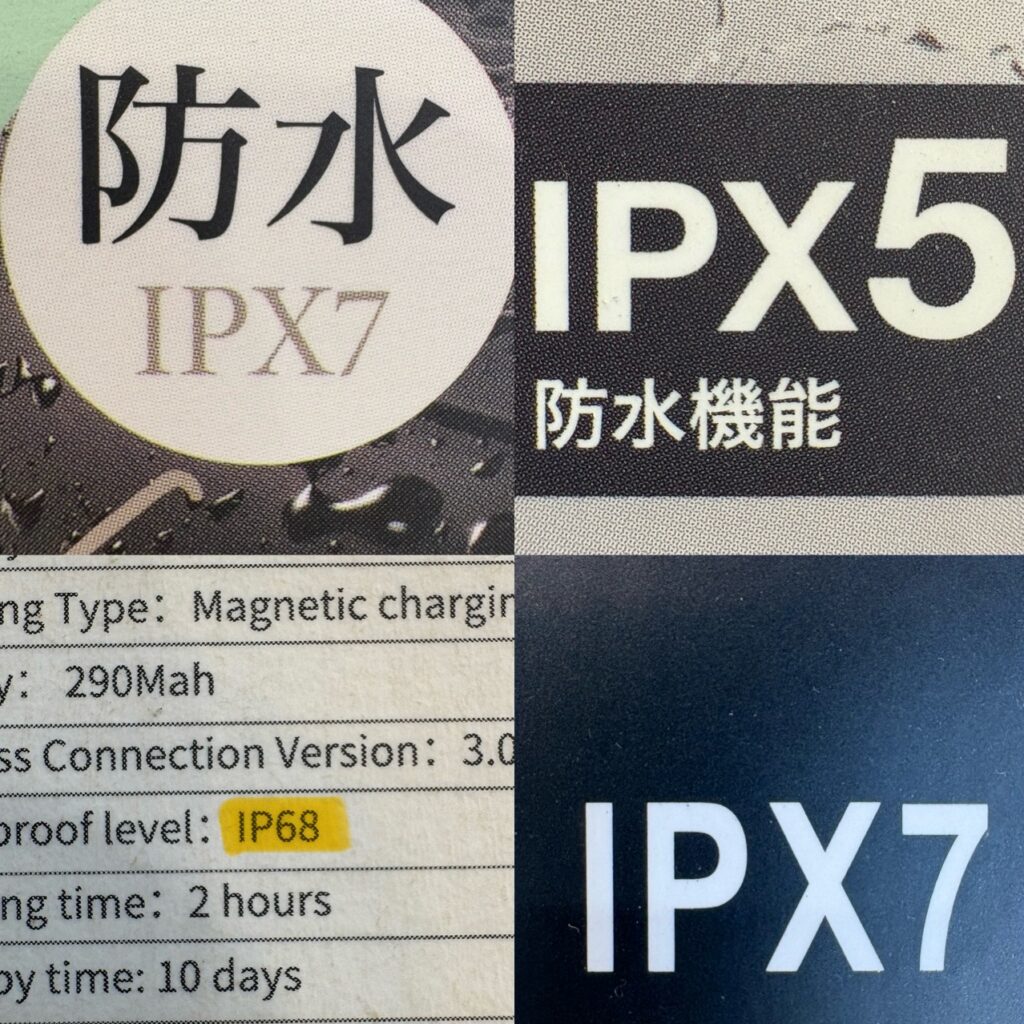 防水
IPX7
IPX5
防水機能
ng Type: Magnetic chargin
y: 290Mah
ss Connection Version: 3.0
proof level: IP68
ng time: 2 hours
by time: 10 days
IPX7